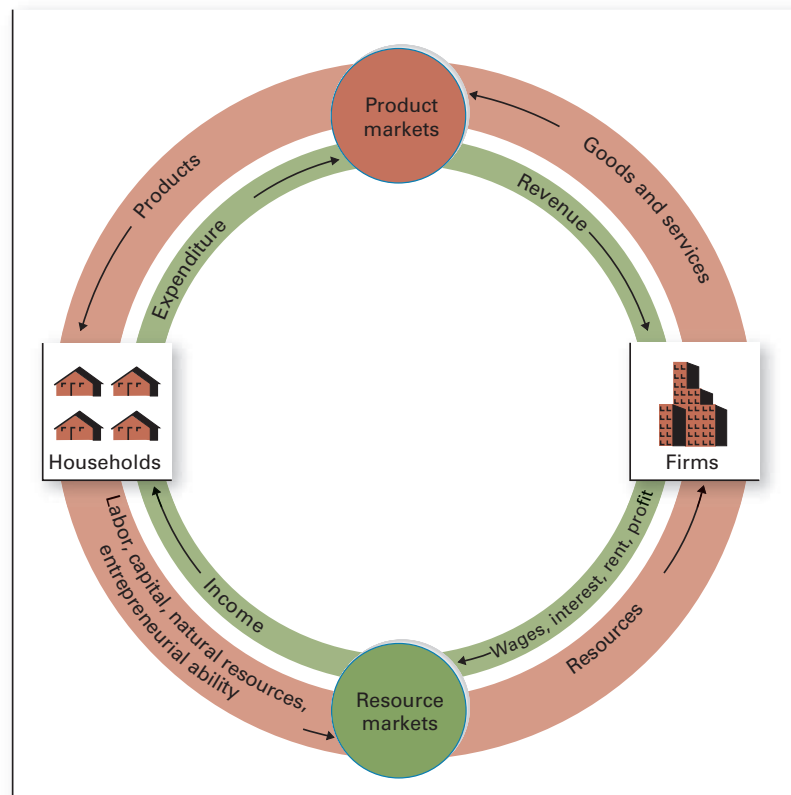 Product
markets
Products
Goods and services
Expenditure
Revenue
Households
Firms
Labor, capital, natural resources,
entrepreneurial ability
Income
Wages, interest, rent, profit
Resources
Resource
markets